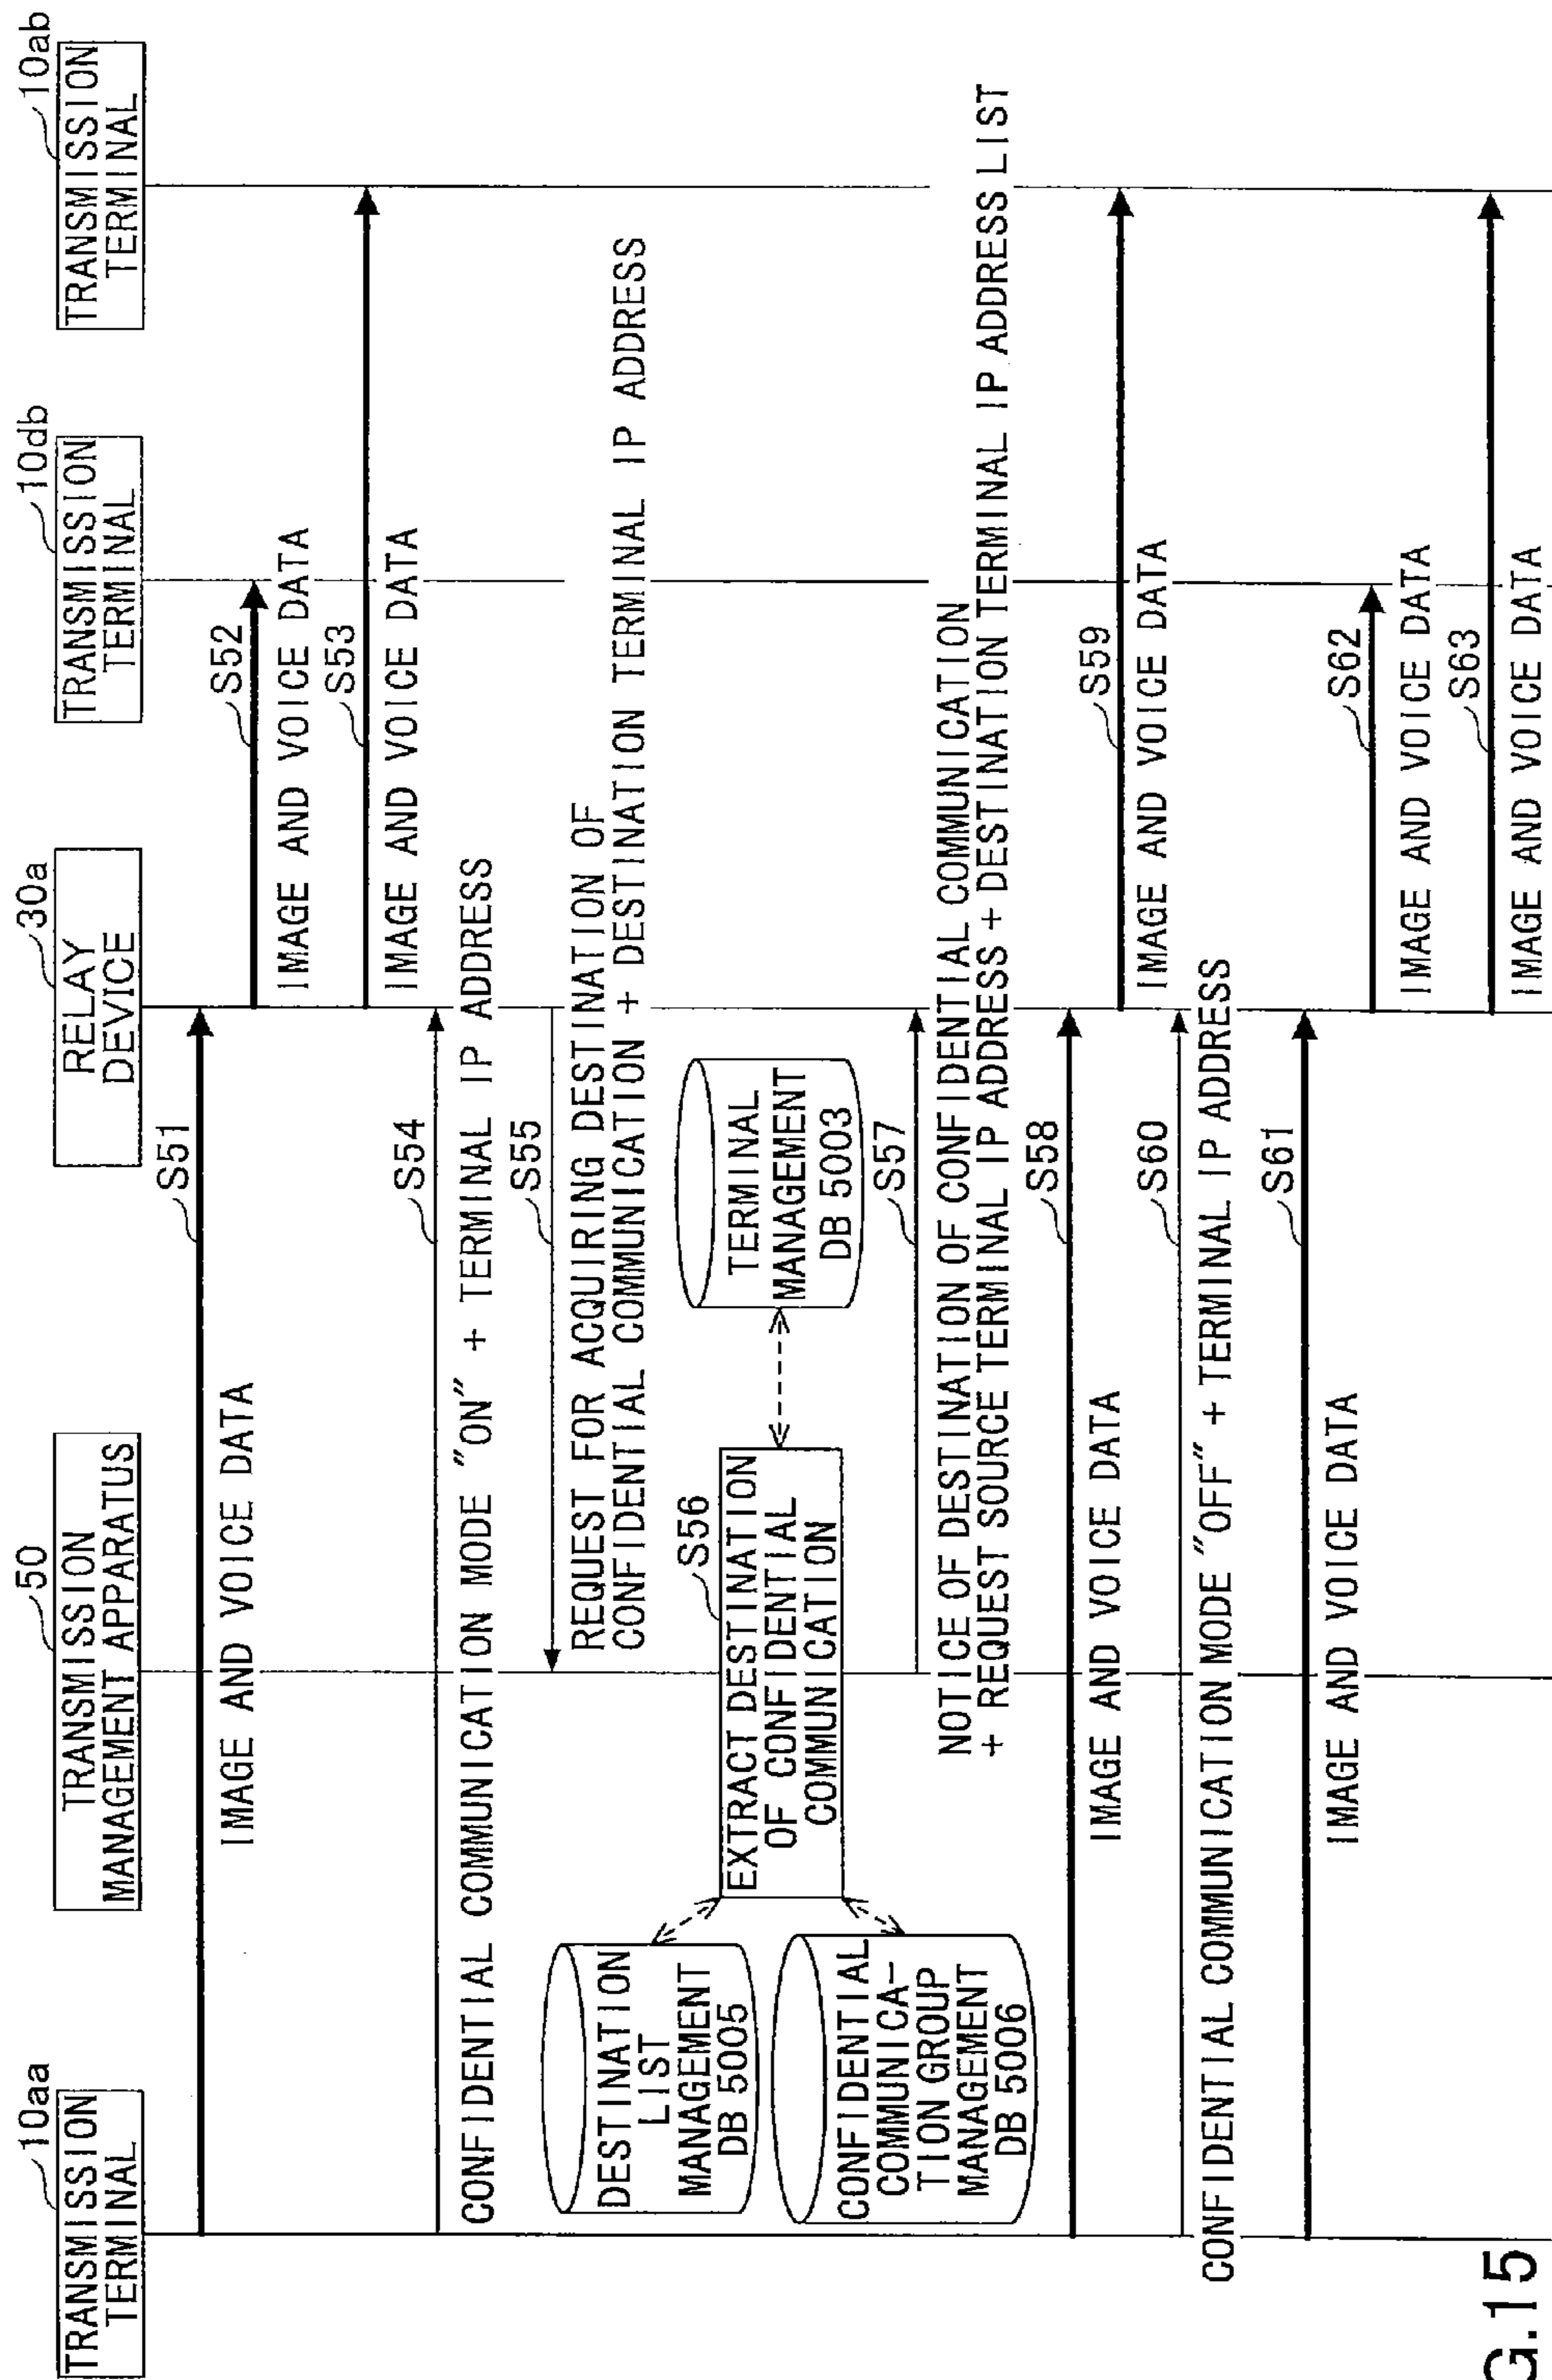 10aa
TRANSMISSION
TERMINAL
50
TRANSMISSION
MANAGEMENT APPARATUS
30a
RELAY
DEVICE
10db
TRANSMISSION
TERMINAL
10ab
TRANSMISSION
TERMINAL
S51
IMAGE AND VOICE DATA
S52
IMAGE AND VOICE DATA
S53
IMAGE AND VOICE DATA
S54
CONFIDENTIAL COMMUNICATION MODE "ON" + TERMINAL IP ADDRESS
S55
REQUEST FOR ACQUIRING DESTINATION OF
CONFIDENTIAL COMMUNICATION + DESTINATION TERMINAL IP ADDRESS
DESTINATION
LIST
MANAGEMENT
DB 5005
S56
EXTRACT DESTINATION
OF CONFIDENTIAL
COMMUNICATION
TERMINAL
MANAGEMENT
DB 5003
CONFIDENTIAL
COMMUNICA-
TION GROUP
MANAGEMENT
DB 5006
S57
NOTICE OF DESTINATION OF CONFIDENTIAL COMMUNICATION
+ REQUEST SOURCE TERMINAL IP ADDRESS + DESTINATION TERMINAL IP ADDRESS LIST
S58
IMAGE AND VOICE DATA
S59
IMAGE AND VOICE DATA
S60
CONFIDENTIAL COMMUNICATION MODE "OFF" + TERMINAL IP ADDRESS
S61
IMAGE AND VOICE DATA
S62
IMAGE AND VOICE DATA
S63
IMAGE AND VOICE DATA
G.15